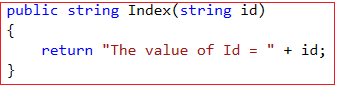 public string Index(string id)
{
    return "The value of Id = " + id;
}